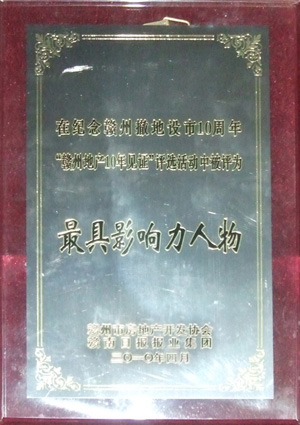 在纪念赣州撤地设市10周年
“赣州地产10年见证”评选活动中被评为
最具影响力人物
赣州市房地产开发协会
赣南日报报业集团
二〇一〇年四月